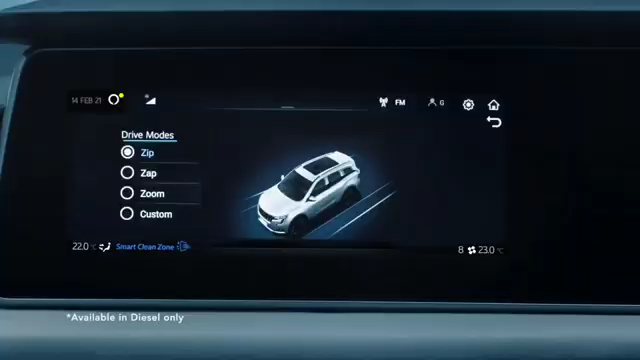 14 FEB 21
FM
G
Drive Modes
Zip
Zap
Zoom
Custom
22.0°C
Smart Clean Zone
8
23.0°C
*Available in Diesel only